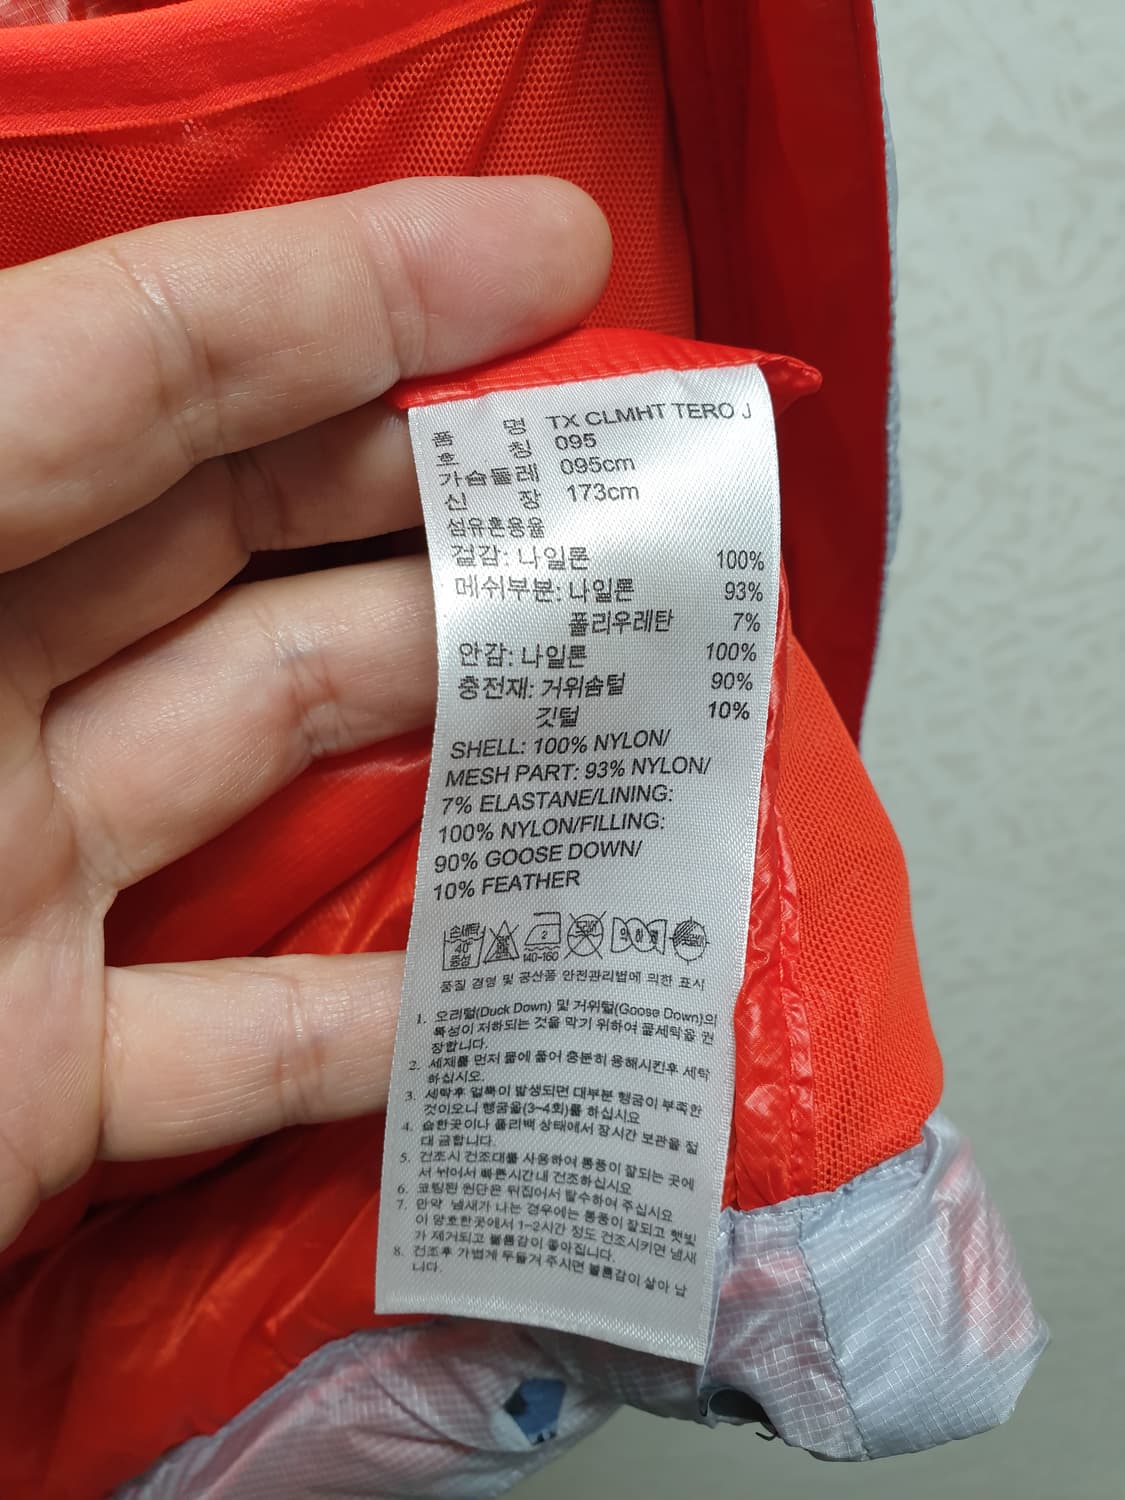 품 명 TX CLMHT TERO J
호 칭 095
가슴둘레 095cm
신 장 173cm
섬유혼용율
겉감: 나일론 100%
메쉬부분: 나일론 93%
폴리우레탄 7%
안감: 나일론 100%
충전재: 거위솜털 90%
깃털 10%
SHELL: 100% NYLON/
MESH PART: 93% NYLON/
7% ELASTANE/LINING:
100% NYLON/FILLING:
90% GOOSE DOWN/
10% FEATHER
손세탁
40°
중성
2
140~160
품질 경영 및 공산품 안전관리법에 의한 표시
1. 오리털(Duck Down) 및 거위털(Goose Down)의
특성이 저하되는 것을 막기 위하여 물세탁을 권
장합니다.
2. 세제를 먼저 물에 풀어 충분히 용해시킨후 세탁
하십시오.
3. 세탁후 얼룩이 발생되면 대부분 헹굼이 부족한
것이오니 헹굼을(3~4회)를 하십시요
4. 습한곳이나 폴리백 상태에서 장시간 보관을 절
대 금합니다.
5. 건조시 건조대를 사용하여 통풍이 잘되는 곳에
서 뉘어서 빠른시간내 건조하십시요
6. 코팅된 원단은 뒤집어서 탈수하여 주십시요
7. 만약 냄새가 나는 경우에는 통풍이 잘되고 햇빛
이 양호한곳에서 1~2시간 정도 건조시키면 냄새
가 제거되고 볼륨감이 좋아집니다.
8. 건조후 가볍게 두들겨 주시면 볼륨감이 살아 납
니다.